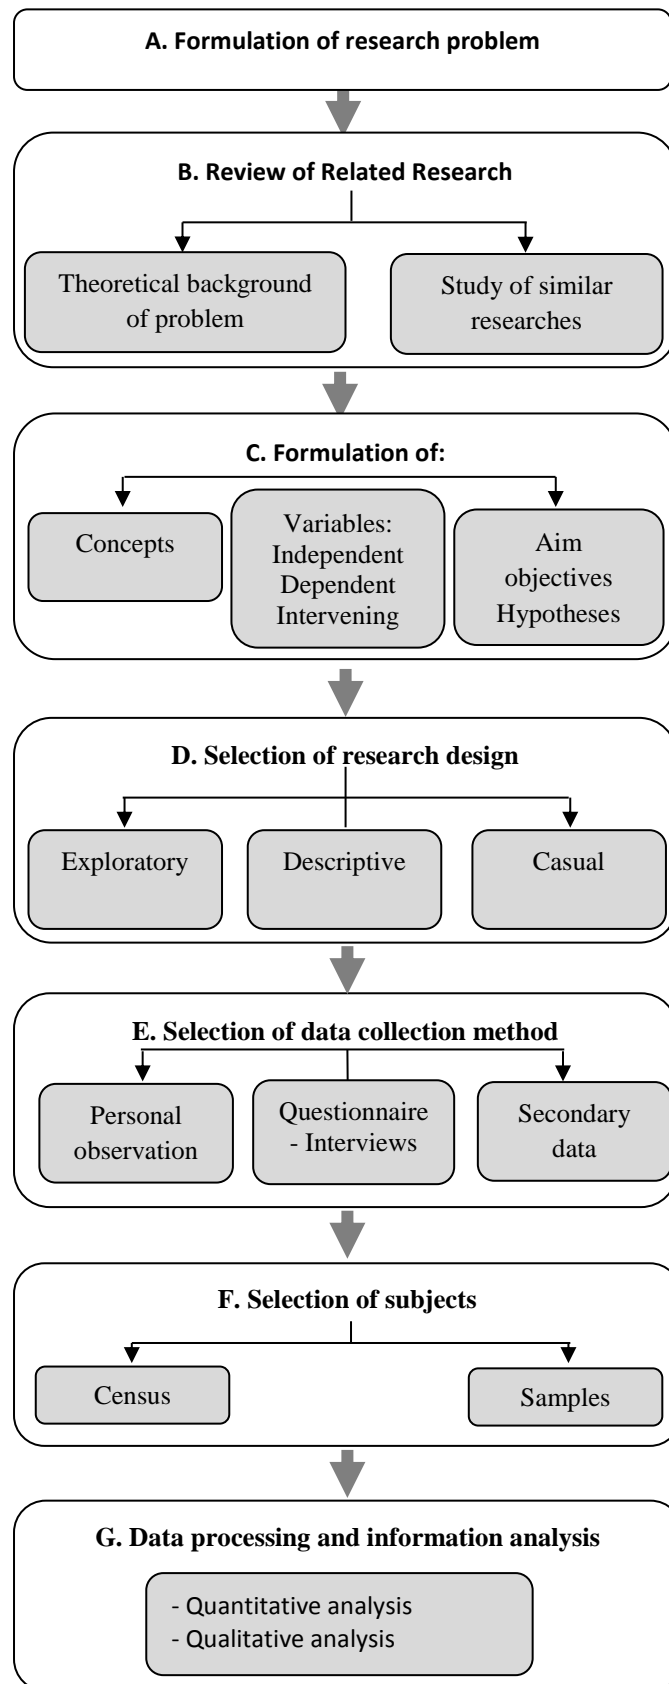 A. Formulation of research problem
B. Review of Related Research
Theoretical background
of problem
Study of similar
researches
C. Formulation of:
Concepts
Variables:
Independent
Dependent
Intervening
Aim
objectives
Hypotheses
D. Selection of research design
Exploratory
Descriptive
Casual
E. Selection of data collection method
Personal
observation
Questionnaire
- Interviews
Secondary
data
F. Selection of subjects
Census
Samples
G. Data processing and information analysis
- Quantitative analysis
- Qualitative analysis